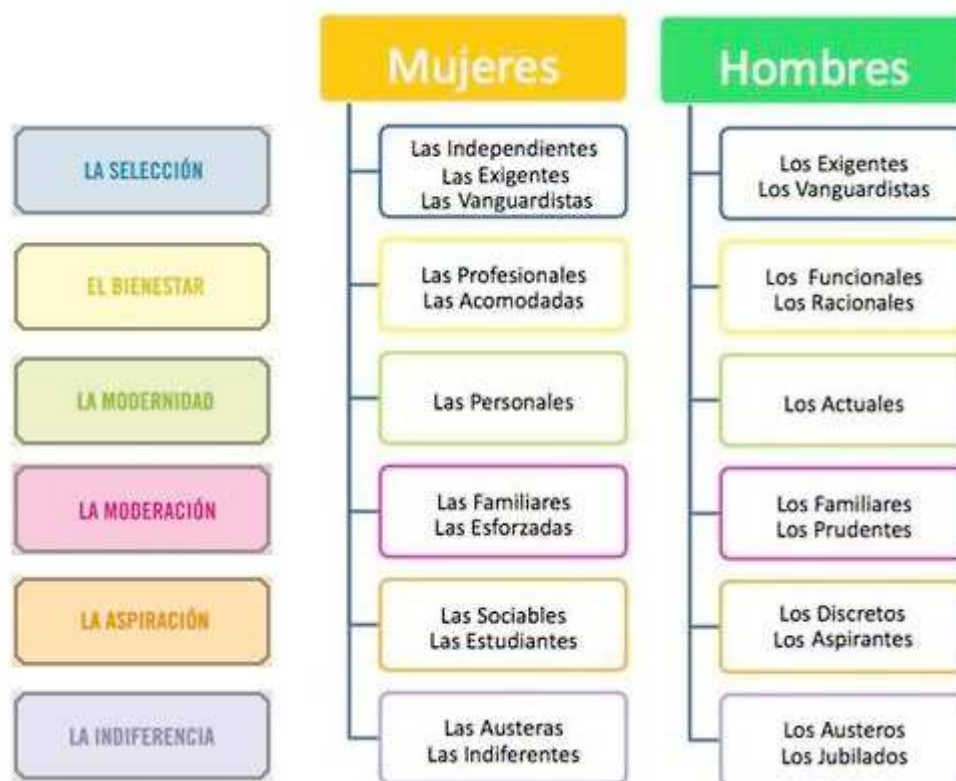 Mujeres
Hombres
LA SELECCIÓN
Las Independientes
Las Exigentes
Las Vanguardistas
Los Exigentes
Los Vanguardistas
EL BIENESTAR
Las Profesionales
Las Acomodadas
Los Funcionales
Los Racionales
LA MODERNIDAD
Las Personales
Los Actuales
LA MODERACIÓN
Las Familiares
Las Esforzadas
Los Familiares
Los Prudentes
LA ASPIRACIÓN
Las Sociables
Las Estudiantes
Los Discretos
Los Aspirantes
LA INDIFERENCIA
Las Austeras
Las Indiferentes
Los Austeros
Los Jubilados